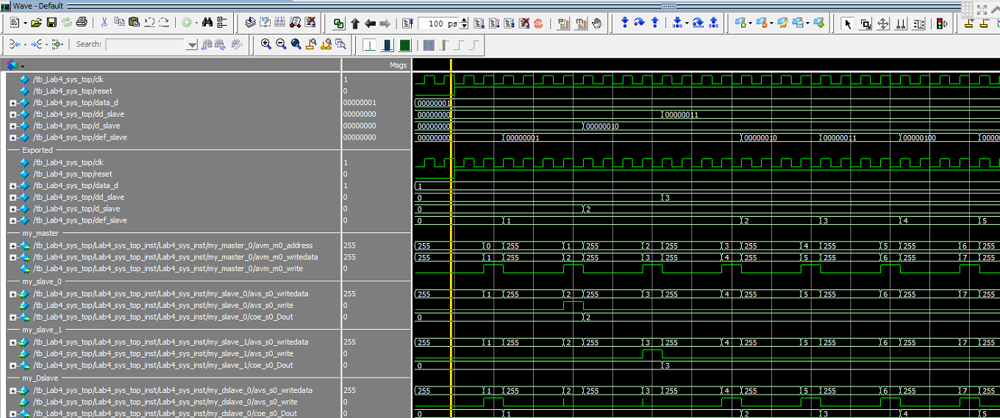 Wave - Default
100 ps
Search:
Msgs
/tb_Lab4_sys_top/clk 1
/tb_Lab4_sys_top/reset 0
/tb_Lab4_sys_top/data_d 00000001 00000001
/tb_Lab4_sys_top/dd_slave 00000000 00000000 00000011
/tb_Lab4_sys_top/d_slave 00000000 00000000 00000010
/tb_Lab4_sys_top/def_slave 00000000 00000000 00000001 00000010 00000011 00000100
Exported
/tb_Lab4_sys_top/clk 1
/tb_Lab4_sys_top/reset 0
/tb_Lab4_sys_top/data_d 1 1
/tb_Lab4_sys_top/dd_slave 0 0 3
/tb_Lab4_sys_top/d_slave 0 0 2
/tb_Lab4_sys_top/def_slave 0 0 1 2 3 4 5
my_master
/tb_Lab4_sys_top/Lab4_sys_top_inst/Lab4_sys_inst/my_master_0/avm_m0_address 255 255 0 255 1 255 2 255 3 255 4 255 5 255 6 255
/tb_Lab4_sys_top/Lab4_sys_top_inst/Lab4_sys_inst/my_master_0/avm_m0_writedata 255 255 1 255 2 255 3 255 4 255 5 255 6 255 7 255
/tb_Lab4_sys_top/Lab4_sys_top_inst/Lab4_sys_inst/my_master_0/avm_m0_write 0
my_slave_0
/tb_Lab4_sys_top/Lab4_sys_top_inst/Lab4_sys_inst/my_slave_0/avs_s0_writedata 255 255 1 255 2 255 3 255 4 255 5 255 6 255 7 255
/tb_Lab4_sys_top/Lab4_sys_top_inst/Lab4_sys_inst/my_slave_0/avs_s0_write 0
/tb_Lab4_sys_top/Lab4_sys_top_inst/Lab4_sys_inst/my_slave_0/coe_s0_Dout 0 0 2
my_slave_1
/tb_Lab4_sys_top/Lab4_sys_top_inst/Lab4_sys_inst/my_slave_1/avs_s0_writedata 255 255 1 255 2 255 3 255 4 255 5 255 6 255 7 255
/tb_Lab4_sys_top/Lab4_sys_top_inst/Lab4_sys_inst/my_slave_1/avs_s0_write 0
/tb_Lab4_sys_top/Lab4_sys_top_inst/Lab4_sys_inst/my_slave_1/coe_s0_Dout 0 0 3
my_Dslave
/tb_Lab4_sys_top/Lab4_sys_top_inst/Lab4_sys_inst/my_dslave_0/avs_s0_writedata 255 255 1 255 2 255 3 255 4 255 5 255 6 255 7 255
/tb_Lab4_sys_top/Lab4_sys_top_inst/Lab4_sys_inst/my_dslave_0/avs_s0_write 0
/tb_Lab4_sys_top/Lab4_sys_top_inst/Lab4_sys_inst/my_dslave_0/coe_s0_Dout 0 0 1 2 3 4 5